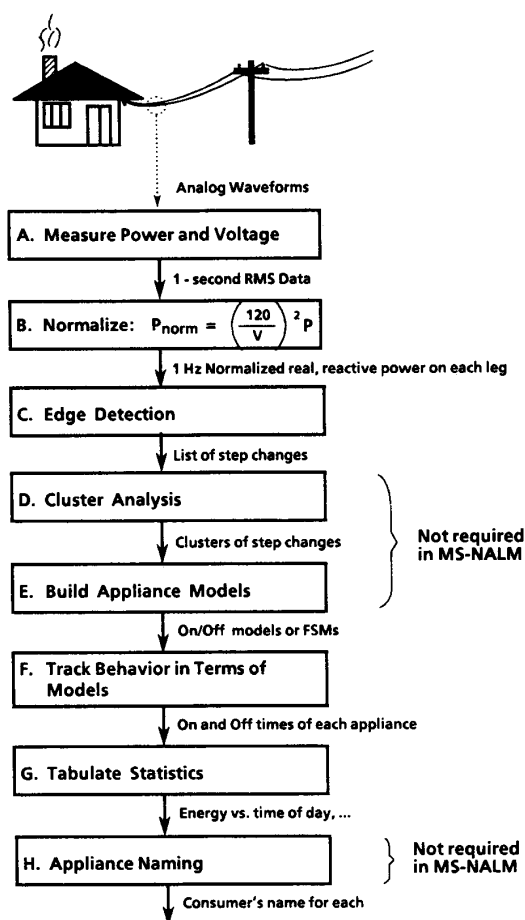 Analog Waveforms
A. Measure Power and Voltage
1 - second RMS Data
B. Normalize: Pnorm = (120/V)²P
1 Hz Normalized real, reactive power on each leg
C. Edge Detection
List of step changes
D. Cluster Analysis
Clusters of step changes
Not required
in MS-NALM
E. Build Appliance Models
On/Off models or FSMs
F. Track Behavior in Terms of
Models
On and Off times of each appliance
G. Tabulate Statistics
Energy vs. time of day, ...
H. Appliance Naming
Not required
in MS-NALM
Consumer's name for each